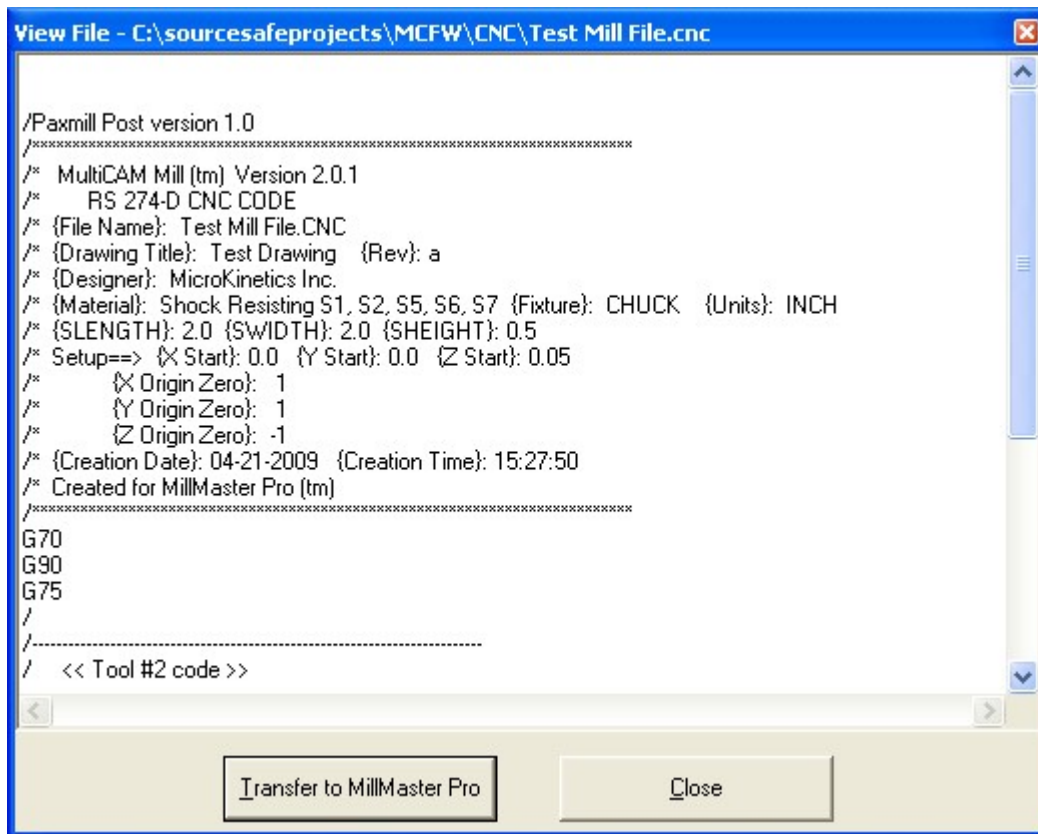 View File - C:\sourcesafeprojects\MCFW\CNC\Test Mill File.cnc
/Paxmill Post version 1.0
/***************************************************************************
/*   MultiCAM Mill (tm)  Version 2.0.1
/*       RS 274-D CNC CODE
/*  {File Name}:  Test Mill File.CNC
/*  {Drawing Title}:  Test Drawing    {Rev}: a
/*  {Designer}:  MicroKinetics Inc.
/*  {Material}:  Shock Resisting S1, S2, S5, S6, S7  {Fixture}:  CHUCK    {Units}:  INCH
/*  {SLENGTH}: 2.0  {SWIDTH}: 2.0  {SHEIGHT}: 0.5
/*  Setup==>  {X Start}: 0.0   {Y Start}: 0.0   {Z Start}: 0.05
/*          {X Origin Zero}:   1
/*          {Y Origin Zero}:   1
/*          {Z Origin Zero}:  -1
/*  {Creation Date}: 04-21-2009   {Creation Time}: 15:27:50
/*  Created for MillMaster Pro (tm)
/***************************************************************************
G70
G90
G75
/
/---------------------------------------------------------------------------
/    << Tool #2 code >>
Transfer to MillMaster Pro
Close